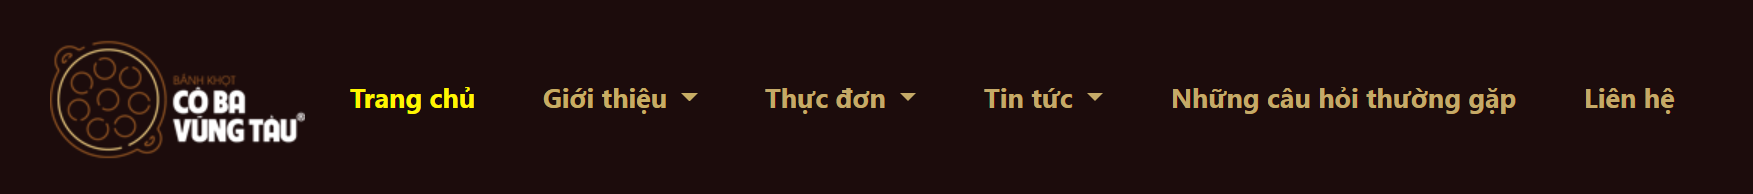 BÁNH KHỌT
CÔ BA
VŨNG TÀU®
Trang chủ
Giới thiệu
Thực đơn
Tin tức
Những câu hỏi thường gặp
Liên hệ